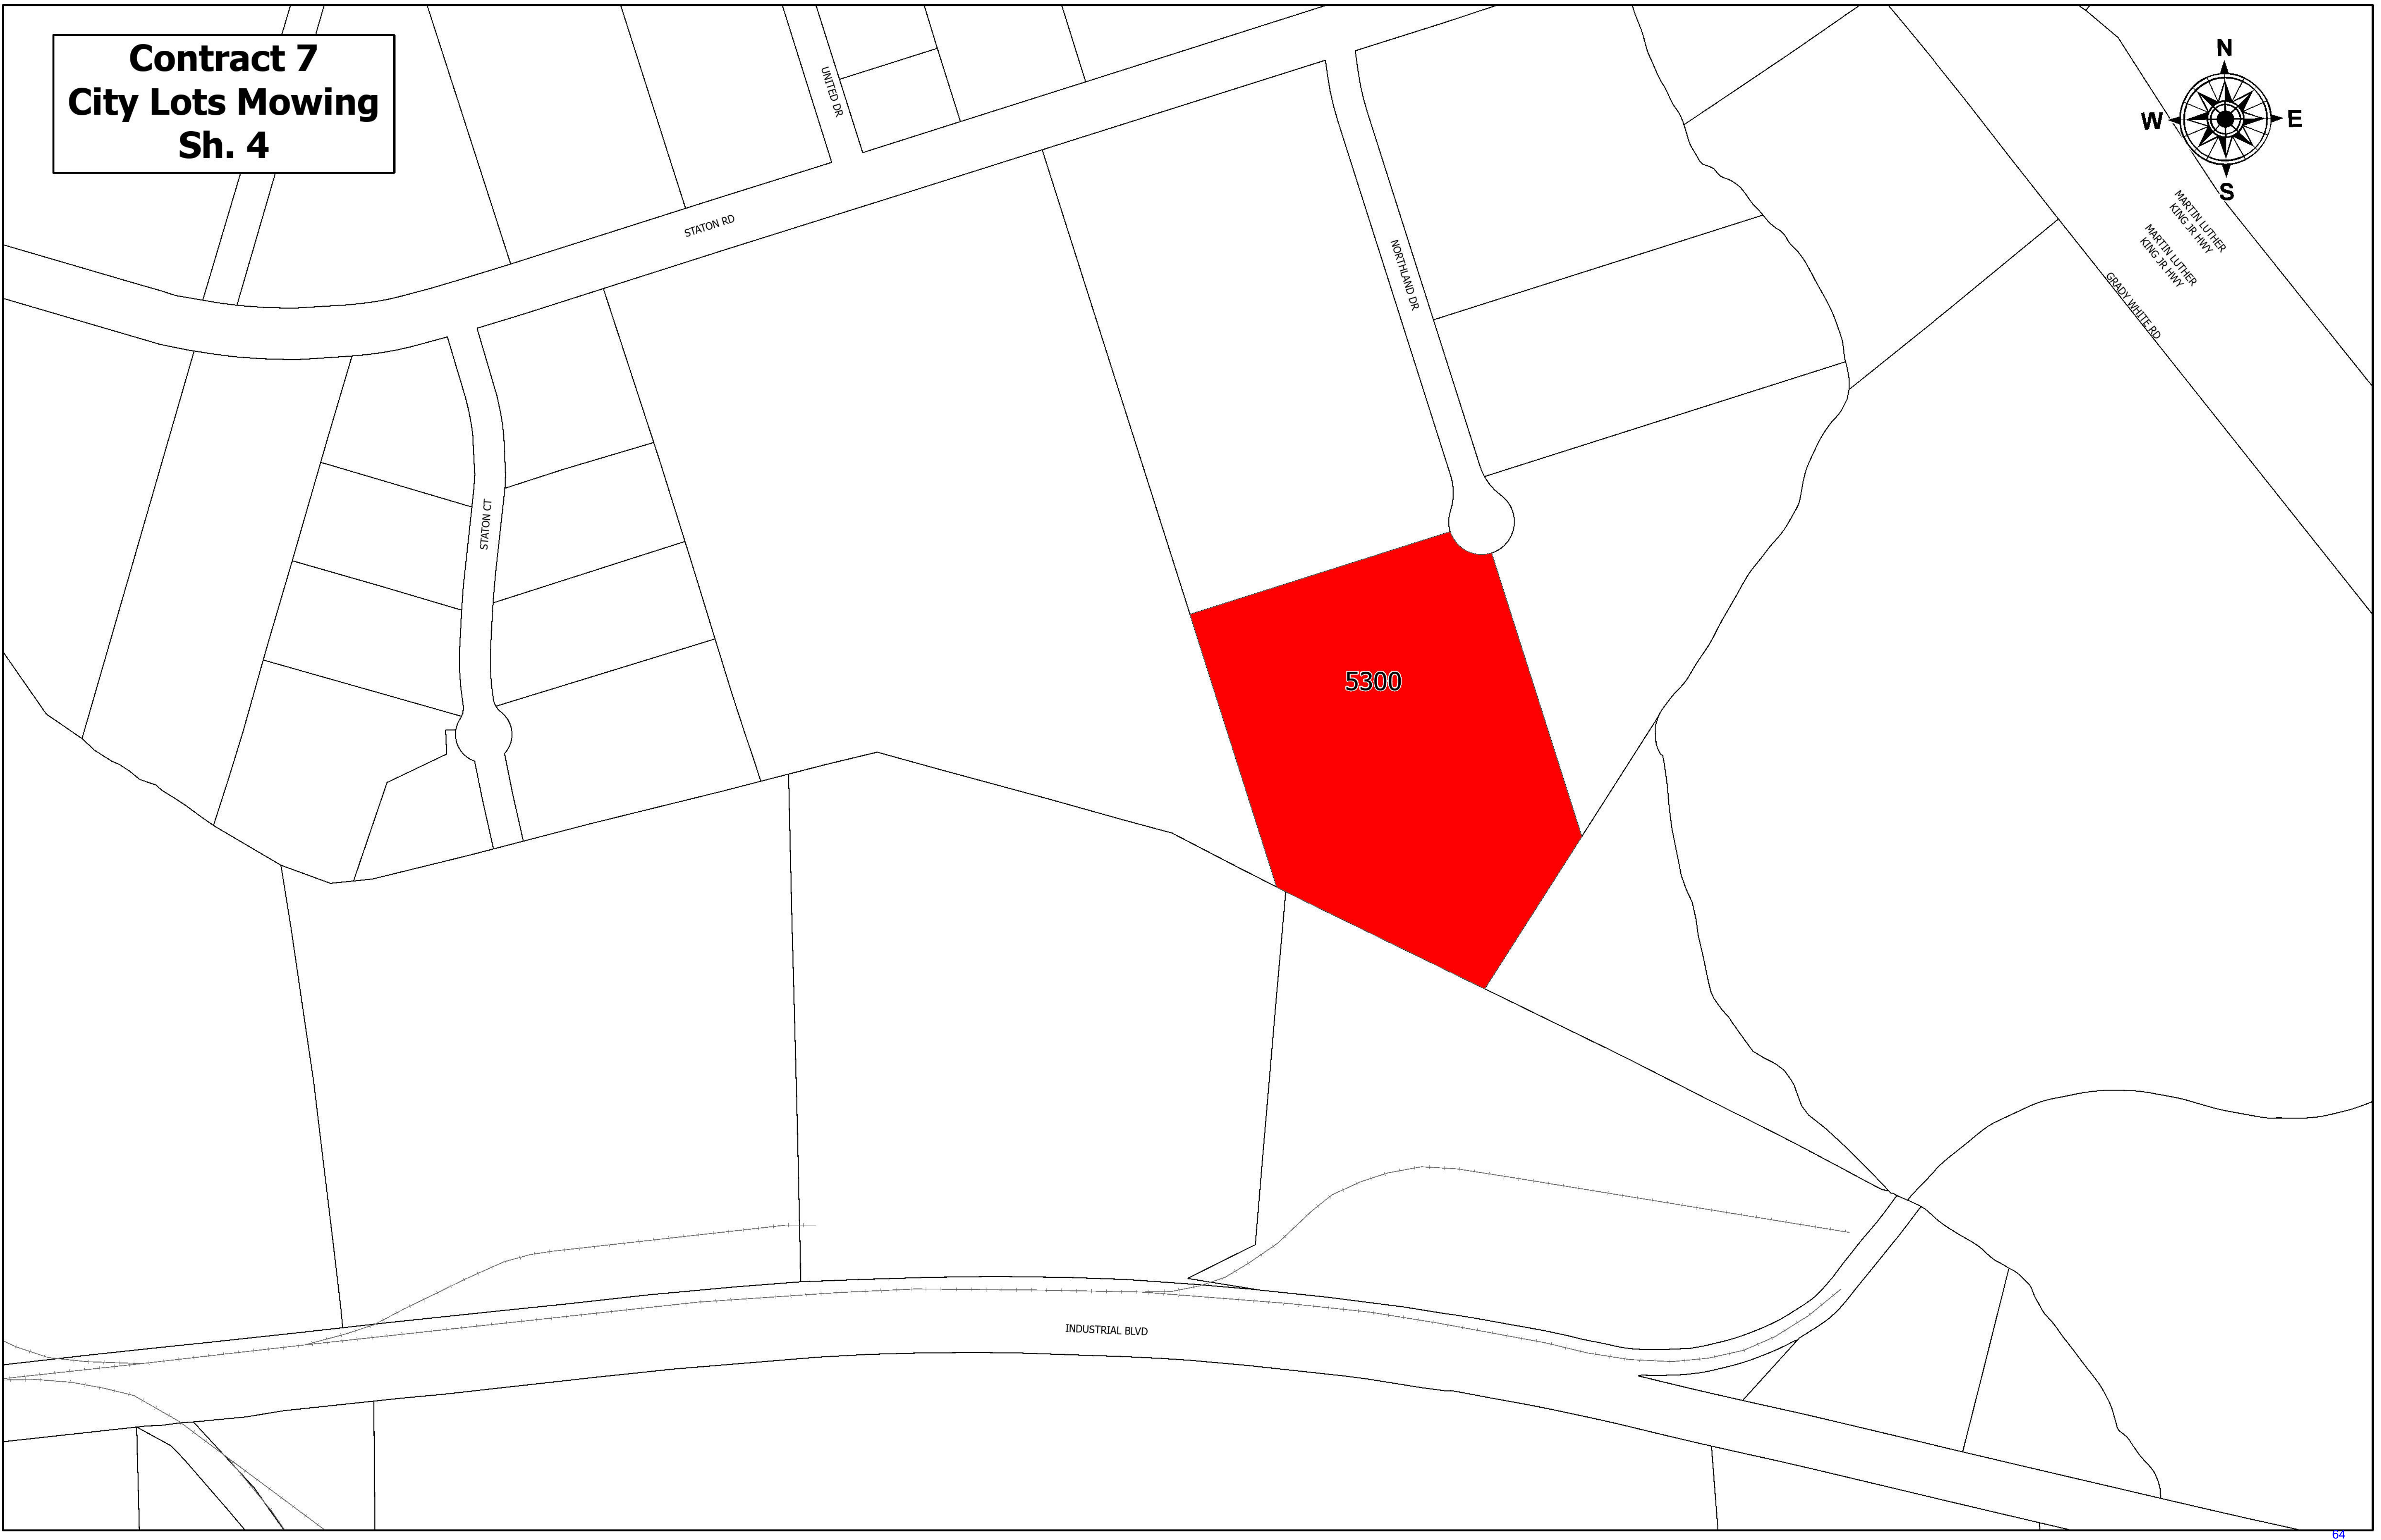 Contract 7
City Lots Mowing
Sh. 4
N
W
E
S
UNITED DR
STATON RD
NORTHLAND DR
MARTIN LUTHER
KING JR HWY
MARTIN LUTHER
KING JR HWY
GRADY WHITE RD
STATON CT
5300
INDUSTRIAL BLVD
64